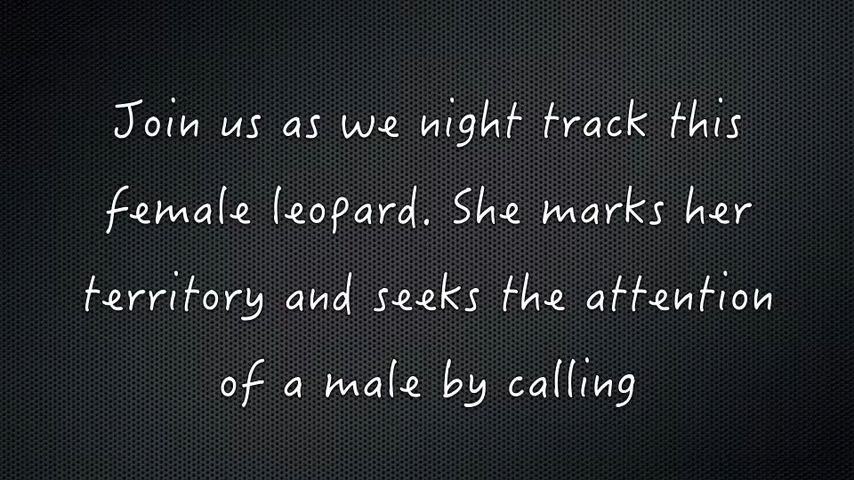 Join us as we night track this
female leopard. She marks her
territory and seeks the attention
of a male by calling